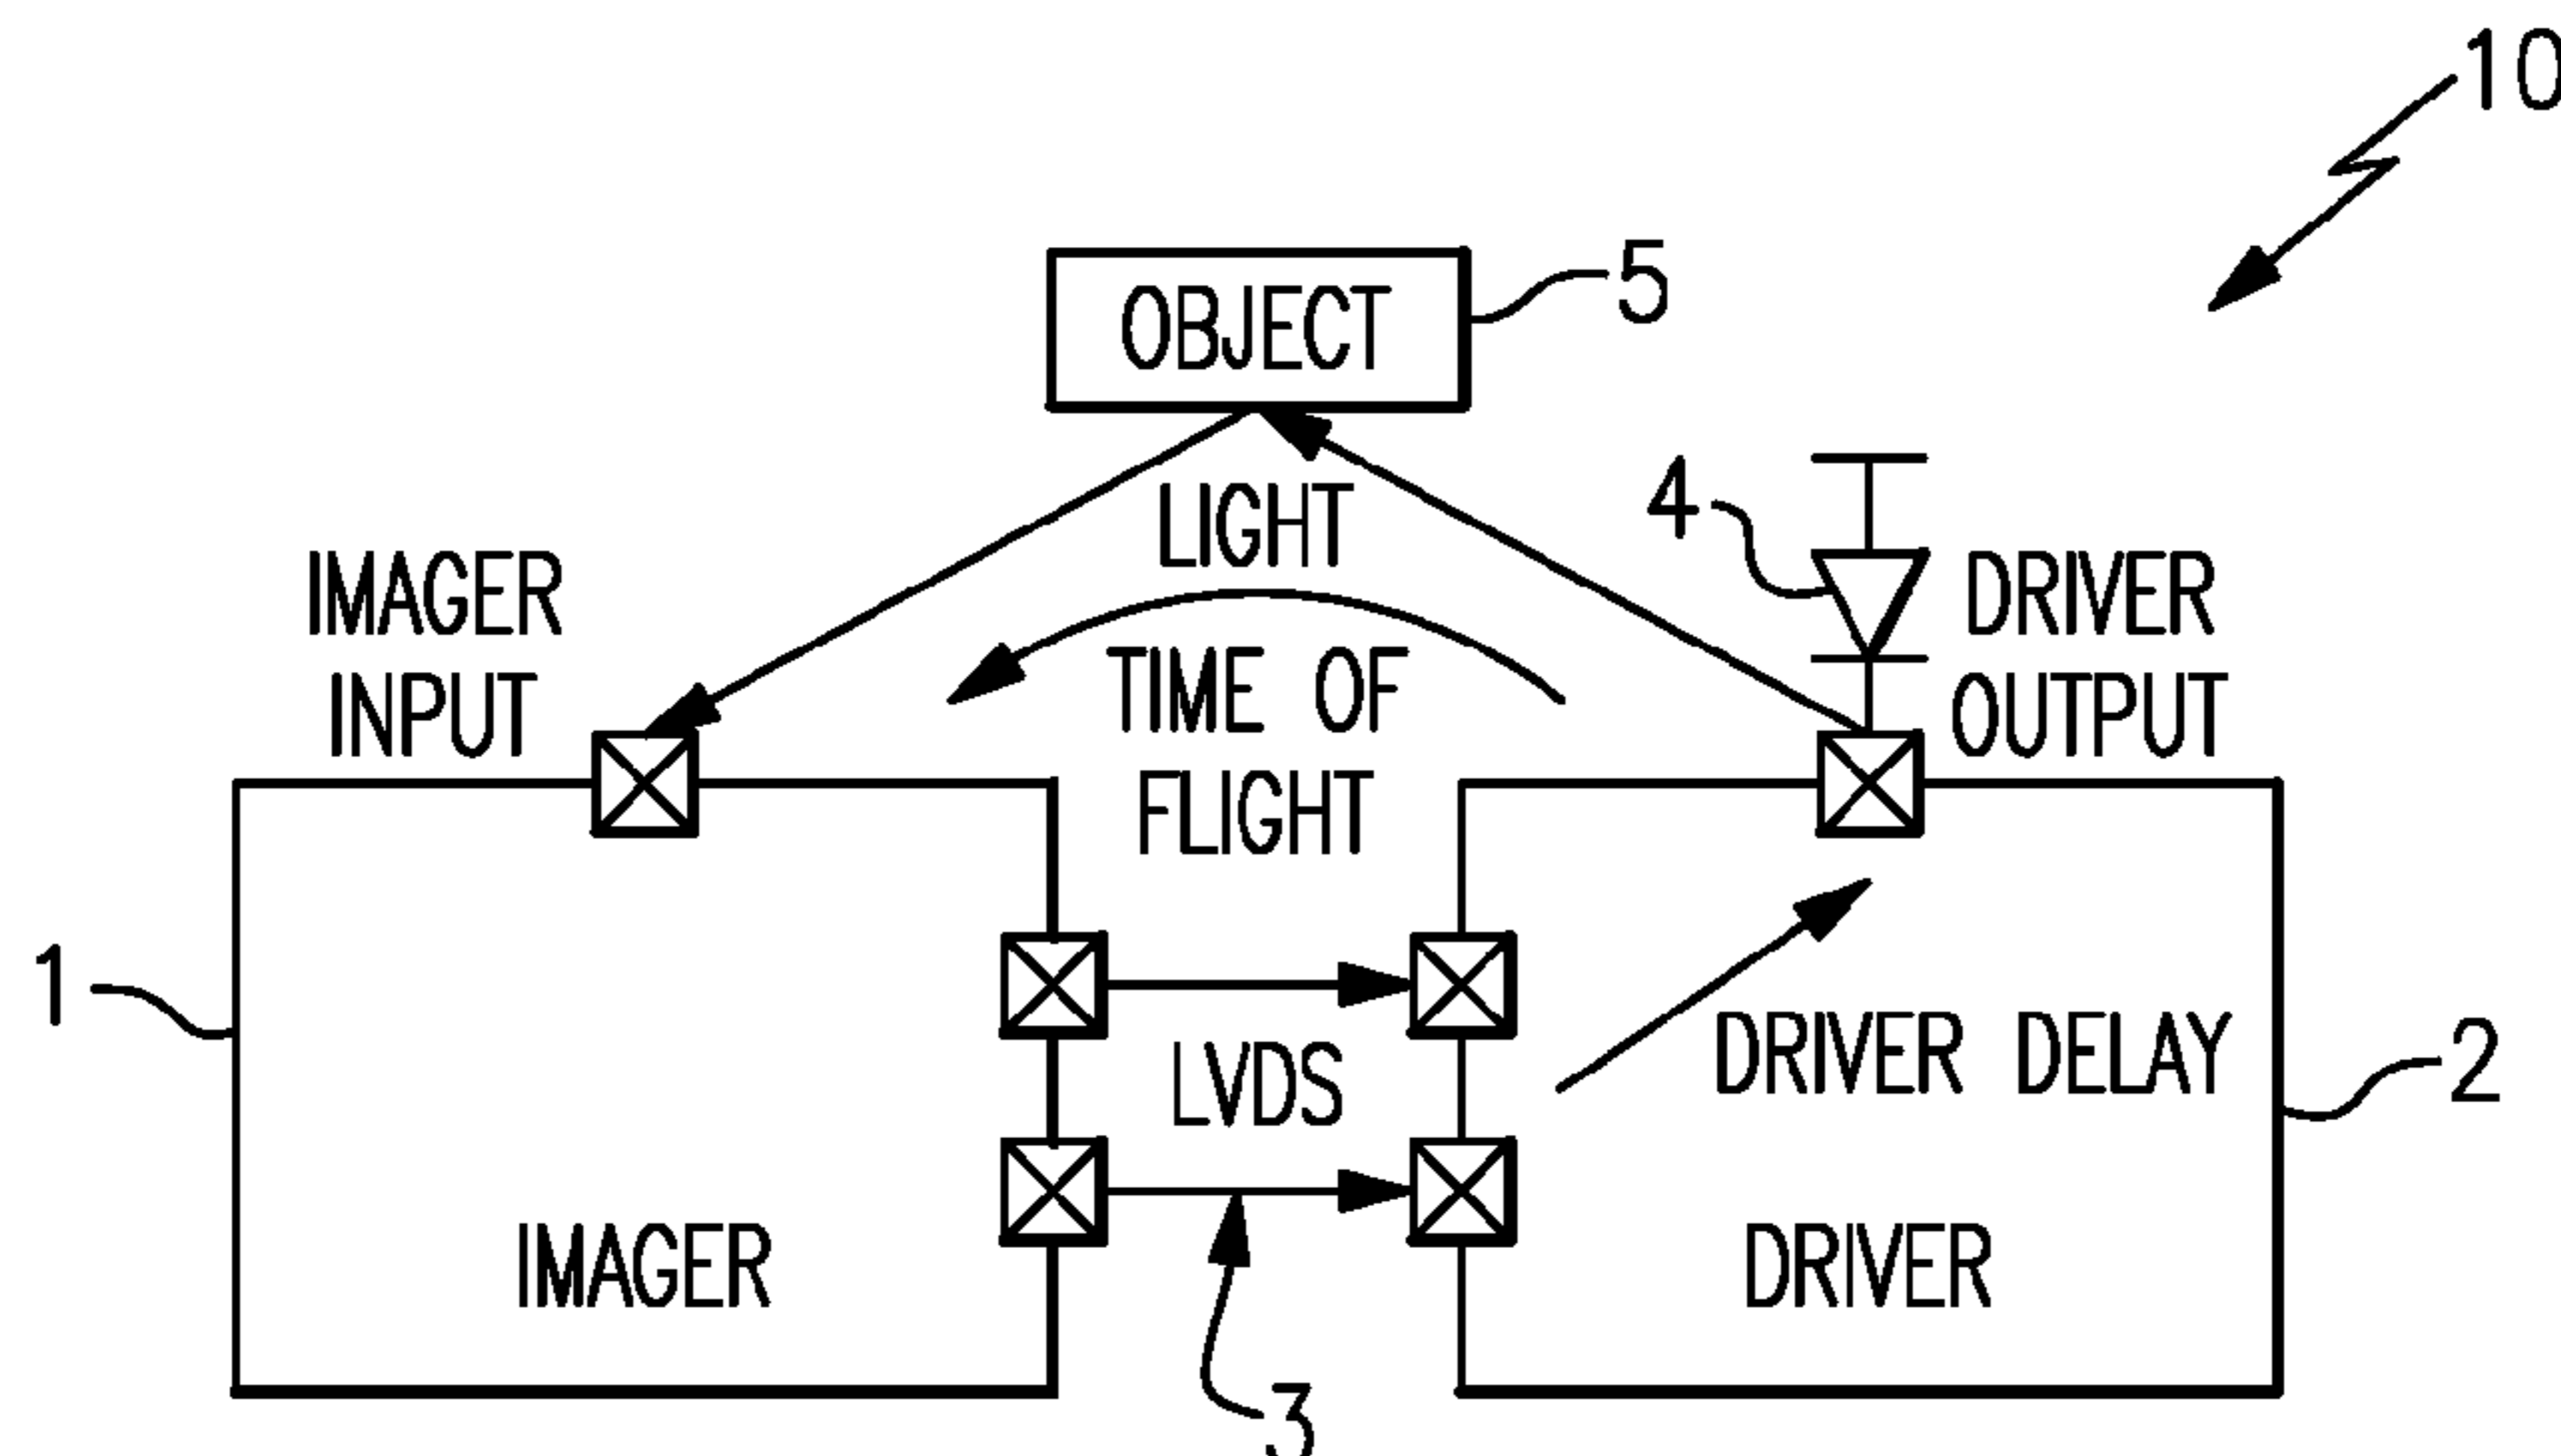 10
OBJECT
5
LIGHT
4
IMAGER
INPUT
DRIVER
OUTPUT
TIME OF
FLIGHT
1
LVDS
DRIVER DELAY
2
IMAGER
DRIVER
3